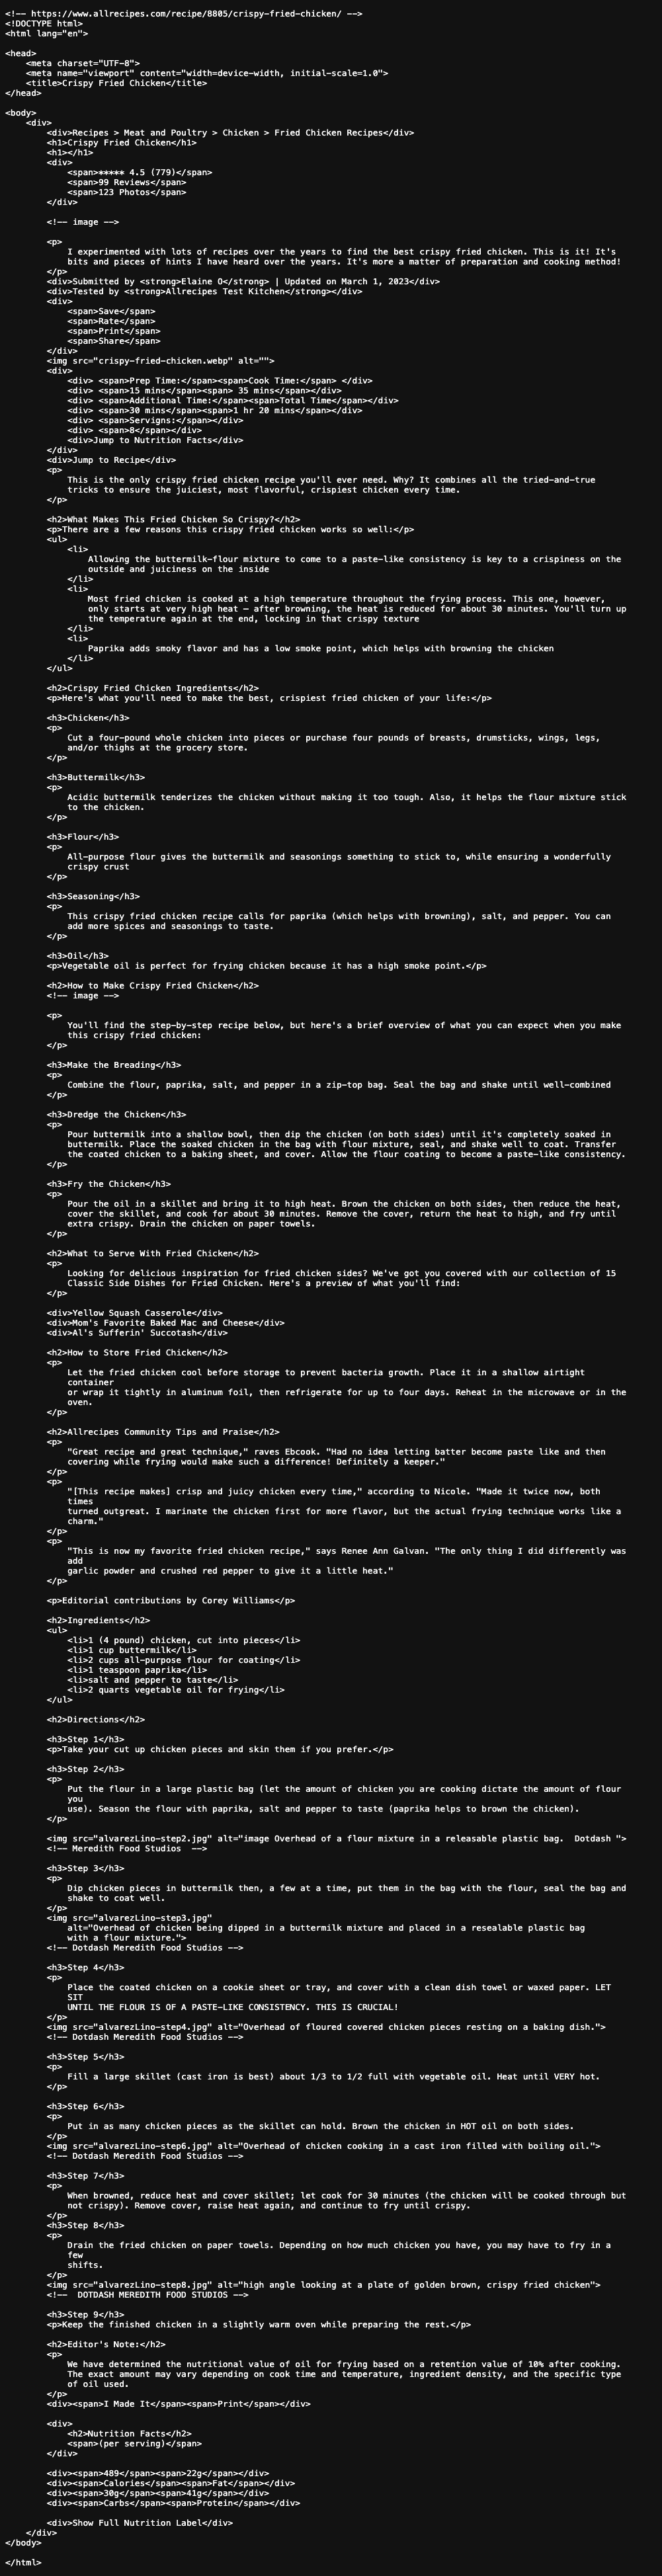 <!-- https://www.allrecipes.com/recipe/8805/crispy-fried-chicken/ -->
<!DOCTYPE html>
<html lang="en">
<head>
<meta charset="UTF-8">
<meta name="viewport" content="width=device-width, initial-scale=1.0">
<title>Crispy Fried Chicken</title>
</head>
<body>
<div>
<div>Recipes > Meat and Poultry > Chicken > Fried Chicken Recipes</div>
<h1>Crispy Fried Chicken</h1>
<h1></h1>
<div>
<span>***** 4.5 (779)</span>
<span>99 Reviews</span>
<span>123 Photos</span>
</div>
<!-- image -->
<p>
I experimented with lots of recipes over the years to find the best crispy fried chicken. This is it! It's
bits and pieces of hints I have heard over the years. It's more a matter of preparation and cooking method!
</p>
<div>Submitted by <strong>Elaine O</strong> | Updated on March 1, 2023</div>
<div>Tested by <strong>Allrecipes Test Kitchen</strong></div>
<div>
<span>Save</span>
<span>Rate</span>
<span>Print</span>
<span>Share</span>
</div>
<img src="crispy-fried-chicken.webp" alt="">
<div>
<div> <span>Prep Time:</span><span>Cook Time:</span> </div>
<div> <span>15 mins</span><span> 35 mins</span></div>
<div> <span>Additional Time:</span><span>Total Time</span></div>
<div> <span>30 mins</span><span>1 hr 20 mins</span></div>
<div> <span>Servigns:</span></div>
<div> <span>8</span></div>
<div>Jump to Nutrition Facts</div>
</div>
<div>Jump to Recipe</div>
<p>
This is the only crispy fried chicken recipe you'll ever need. Why? It combines all the tried-and-true
tricks to ensure the juiciest, most flavorful, crispiest chicken every time.
</p>
<h2>What Makes This Fried Chicken So Crispy?</h2>
<p>There are a few reasons this crispy fried chicken works so well:</p>
<ul>
<li>
Allowing the buttermilk-flour mixture to come to a paste-like consistency is key to a crispiness on the
outside and juiciness on the inside
</li>
<li>
Most fried chicken is cooked at a high temperature throughout the frying process. This one, however,
only starts at very high heat — after browning, the heat is reduced for about 30 minutes. You'll turn up
the temperature again at the end, locking in that crispy texture
</li>
<li>
Paprika adds smoky flavor and has a low smoke point, which helps with browning the chicken
</li>
</ul>
<h2>Crispy Fried Chicken Ingredients</h2>
<p>Here's what you'll need to make the best, crispiest fried chicken of your life:</p>
<h3>Chicken</h3>
<p>
Cut a four-pound whole chicken into pieces or purchase four pounds of breasts, drumsticks, wings, legs,
and/or thighs at the grocery store.
</p>
<h3>Buttermilk</h3>
<p>
Acidic buttermilk tenderizes the chicken without making it too tough. Also, it helps the flour mixture stick
to the chicken.
</p>
<h3>Flour</h3>
<p>
All-purpose flour gives the buttermilk and seasonings something to stick to, while ensuring a wonderfully
crispy crust
</p>
<h3>Seasoning</h3>
<p>
This crispy fried chicken recipe calls for paprika (which helps with browning), salt, and pepper. You can
add more spices and seasonings to taste.
</p>
<h3>Oil</h3>
<p>Vegetable oil is perfect for frying chicken because it has a high smoke point.</p>
<h2>How to Make Crispy Fried Chicken</h2>
<!-- image -->
<p>
You'll find the step-by-step recipe below, but here's a brief overview of what you can expect when you make
this crispy fried chicken:
</p>
<h3>Make the Breading</h3>
<p>
Combine the flour, paprika, salt, and pepper in a zip-top bag. Seal the bag and shake until well-combined
</p>
<h3>Dredge the Chicken</h3>
<p>
Pour buttermilk into a shallow bowl, then dip the chicken (on both sides) until it's completely soaked in
buttermilk. Place the soaked chicken in the bag with flour mixture, seal, and shake well to coat. Transfer
the coated chicken to a baking sheet, and cover. Allow the flour coating to become a paste-like consistency.
</p>
<h3>Fry the Chicken</h3>
<p>
Pour the oil in a skillet and bring it to high heat. Brown the chicken on both sides, then reduce the heat,
cover the skillet, and cook for about 30 minutes. Remove the cover, return the heat to high, and fry until
extra crispy. Drain the chicken on paper towels.
</p>
<h2>What to Serve With Fried Chicken</h2>
<p>
Looking for delicious inspiration for fried chicken sides? We've got you covered with our collection of 15
Classic Side Dishes for Fried Chicken. Here's a preview of what you'll find:
</p>
<div>Yellow Squash Casserole</div>
<div>Mom's Favorite Baked Mac and Cheese</div>
<div>Al's Sufferin' Succotash</div>
<h2>How to Store Fried Chicken</h2>
<p>
Let the fried chicken cool before storage to prevent bacteria growth. Place it in a shallow airtight
container
or wrap it tightly in aluminum foil, then refrigerate for up to four days. Reheat in the microwave or in the
oven.
</p>
<h2>Allrecipes Community Tips and Praise</h2>
<p>
"Great recipe and great technique," raves Ebcook. "Had no idea letting batter become paste like and then
covering while frying would make such a difference! Definitely a keeper."
</p>
<p>
"[This recipe makes] crisp and juicy chicken every time," according to Nicole. "Made it twice now, both
times
turned outgreat. I marinate the chicken first for more flavor, but the actual frying technique works like a
charm."
</p>
<p>
"This is now my favorite fried chicken recipe," says Renee Ann Galvan. "The only thing I did differently was
add
garlic powder and crushed red pepper to give it a little heat."
</p>
<p>Editorial contributions by Corey Williams</p>
<h2>Ingredients</h2>
<ul>
<li>1 (4 pound) chicken, cut into pieces</li>
<li>1 cup buttermilk</li>
<li>2 cups all-purpose flour for coating</li>
<li>1 teaspoon paprika</li>
<li>salt and pepper to taste</li>
<li>2 quarts vegetable oil for frying</li>
</ul>
<h2>Directions</h2>
<h3>Step 1</h3>
<p>Take your cut up chicken pieces and skin them if you prefer.</p>
<h3>Step 2</h3>
<p>
Put the flour in a large plastic bag (let the amount of chicken you are cooking dictate the amount of flour
you
use). Season the flour with paprika, salt and pepper to taste (paprika helps to brown the chicken).
</p>
<img src="alvarezLino-step2.jpg" alt="image Overhead of a flour mixture in a releasable plastic bag.  Dotdash ">
<!-- Meredith Food Studios  -->
<h3>Step 3</h3>
<p>
Dip chicken pieces in buttermilk then, a few at a time, put them in the bag with the flour, seal the bag and
shake to coat well.
</p>
<img src="alvarezLino-step3.jpg"
alt="Overhead of chicken being dipped in a buttermilk mixture and placed in a resealable plastic bag
with a flour mixture.">
<!-- Dotdash Meredith Food Studios -->
<h3>Step 4</h3>
<p>
Place the coated chicken on a cookie sheet or tray, and cover with a clean dish towel or waxed paper. LET
SIT
UNTIL THE FLOUR IS OF A PASTE-LIKE CONSISTENCY. THIS IS CRUCIAL!
</p>
<img src="alvarezLino-step4.jpg" alt="Overhead of floured covered chicken pieces resting on a baking dish.">
<!-- Dotdash Meredith Food Studios -->
<h3>Step 5</h3>
<p>
Fill a large skillet (cast iron is best) about 1/3 to 1/2 full with vegetable oil. Heat until VERY hot.
</p>
<h3>Step 6</h3>
<p>
Put in as many chicken pieces as the skillet can hold. Brown the chicken in HOT oil on both sides.
</p>
<img src="alvarezLino-step6.jpg" alt="Overhead of chicken cooking in a cast iron filled with boiling oil.">
<!-- Dotdash Meredith Food Studios -->
<h3>Step 7</h3>
<p>
When browned, reduce heat and cover skillet; let cook for 30 minutes (the chicken will be cooked through but
not crispy). Remove cover, raise heat again, and continue to fry until crispy.
</p>
<h3>Step 8</h3>
<p>
Drain the fried chicken on paper towels. Depending on how much chicken you have, you may have to fry in a
few
shifts.
</p>
<img src="alvarezLino-step8.jpg" alt="high angle looking at a plate of golden brown, crispy fried chicken">
<!--  DOTDASH MEREDITH FOOD STUDIOS -->
<h3>Step 9</h3>
<p>Keep the finished chicken in a slightly warm oven while preparing the rest.</p>
<h2>Editor's Note:</h2>
<p>
We have determined the nutritional value of oil for frying based on a retention value of 10% after cooking.
The exact amount may vary depending on cook time and temperature, ingredient density, and the specific type
of oil used.
</p>
<div><span>I Made It</span><span>Print</span></div>
<div>
<h2>Nutrition Facts</h2>
<span>(per serving)</span>
</div>
<div><span>489</span><span>22g</span></div>
<div><span>Calories</span><span>Fat</span></div>
<div><span>30g</span><span>41g</span></div>
<div><span>Carbs</span><span>Protein</span></div>
<div>Show Full Nutrition Label</div>
</div>
</body>
</html>